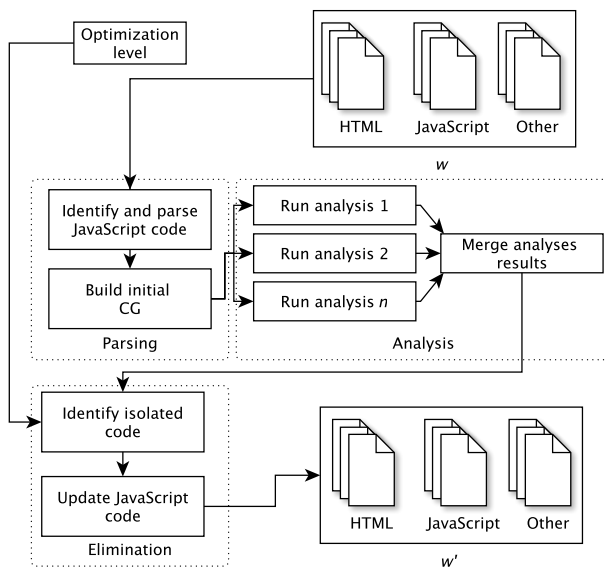 Optimization
level
HTML
JavaScript
Other
w
Identify and parse
JavaScript code
Build initial
CG
Parsing
Run analysis 1
Run analysis 2
Run analysis n
Merge analyses
results
Analysis
Identify isolated
code
Update JavaScript
code
Elimination
HTML
JavaScript
Other
w'